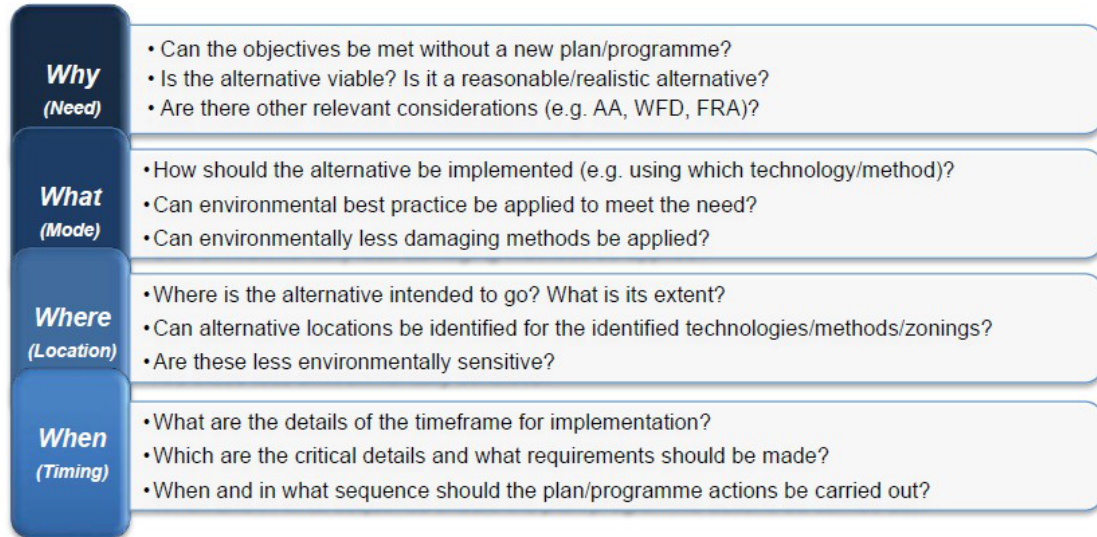 Why
(Need)
• Can the objectives be met without a new plan/programme?
• Is the alternative viable? Is it a reasonable/realistic alternative?
• Are there other relevant considerations (e.g. AA, WFD, FRA)?
What
(Mode)
• How should the alternative be implemented (e.g. using which technology/method)?
• Can environmental best practice be applied to meet the need?
• Can environmentally less damaging methods be applied?
Where
(Location)
• Where is the alternative intended to go? What is its extent?
• Can alternative locations be identified for the identified technologies/methods/zonings?
• Are these less environmentally sensitive?
When
(Timing)
• What are the details of the timeframe for implementation?
• Which are the critical details and what requirements should be made?
• When and in what sequence should the plan/programme actions be carried out?